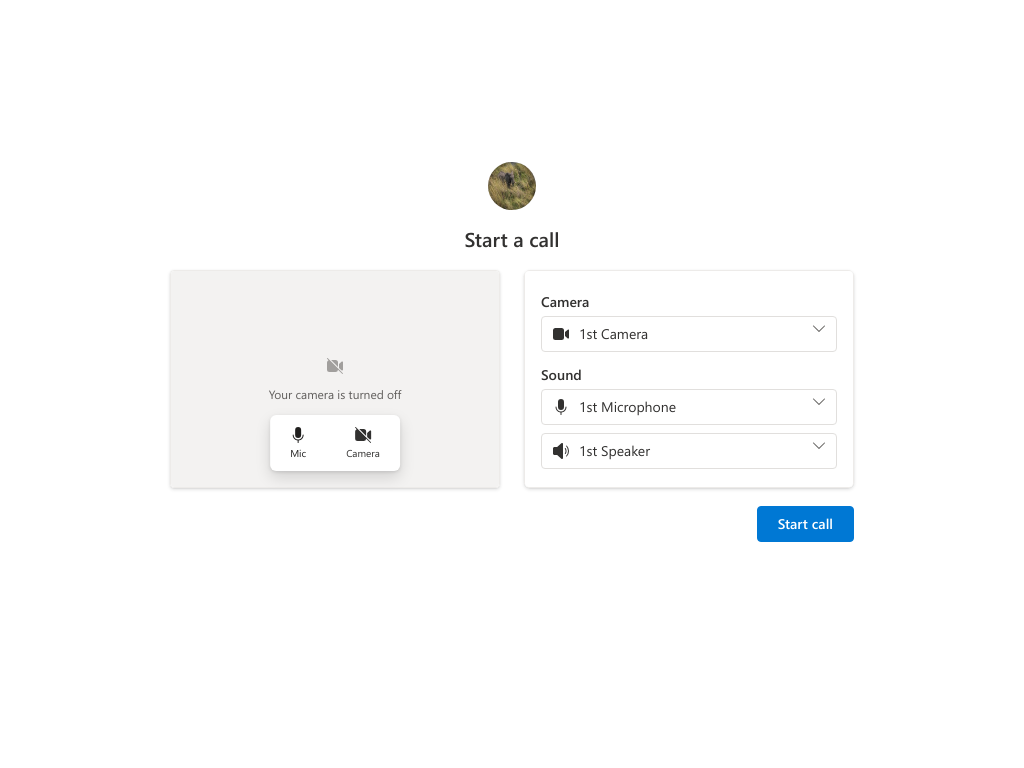 Start a call
Your camera is turned off
Mic
Camera
Camera
1st Camera
Sound
1st Microphone
1st Speaker
Start call